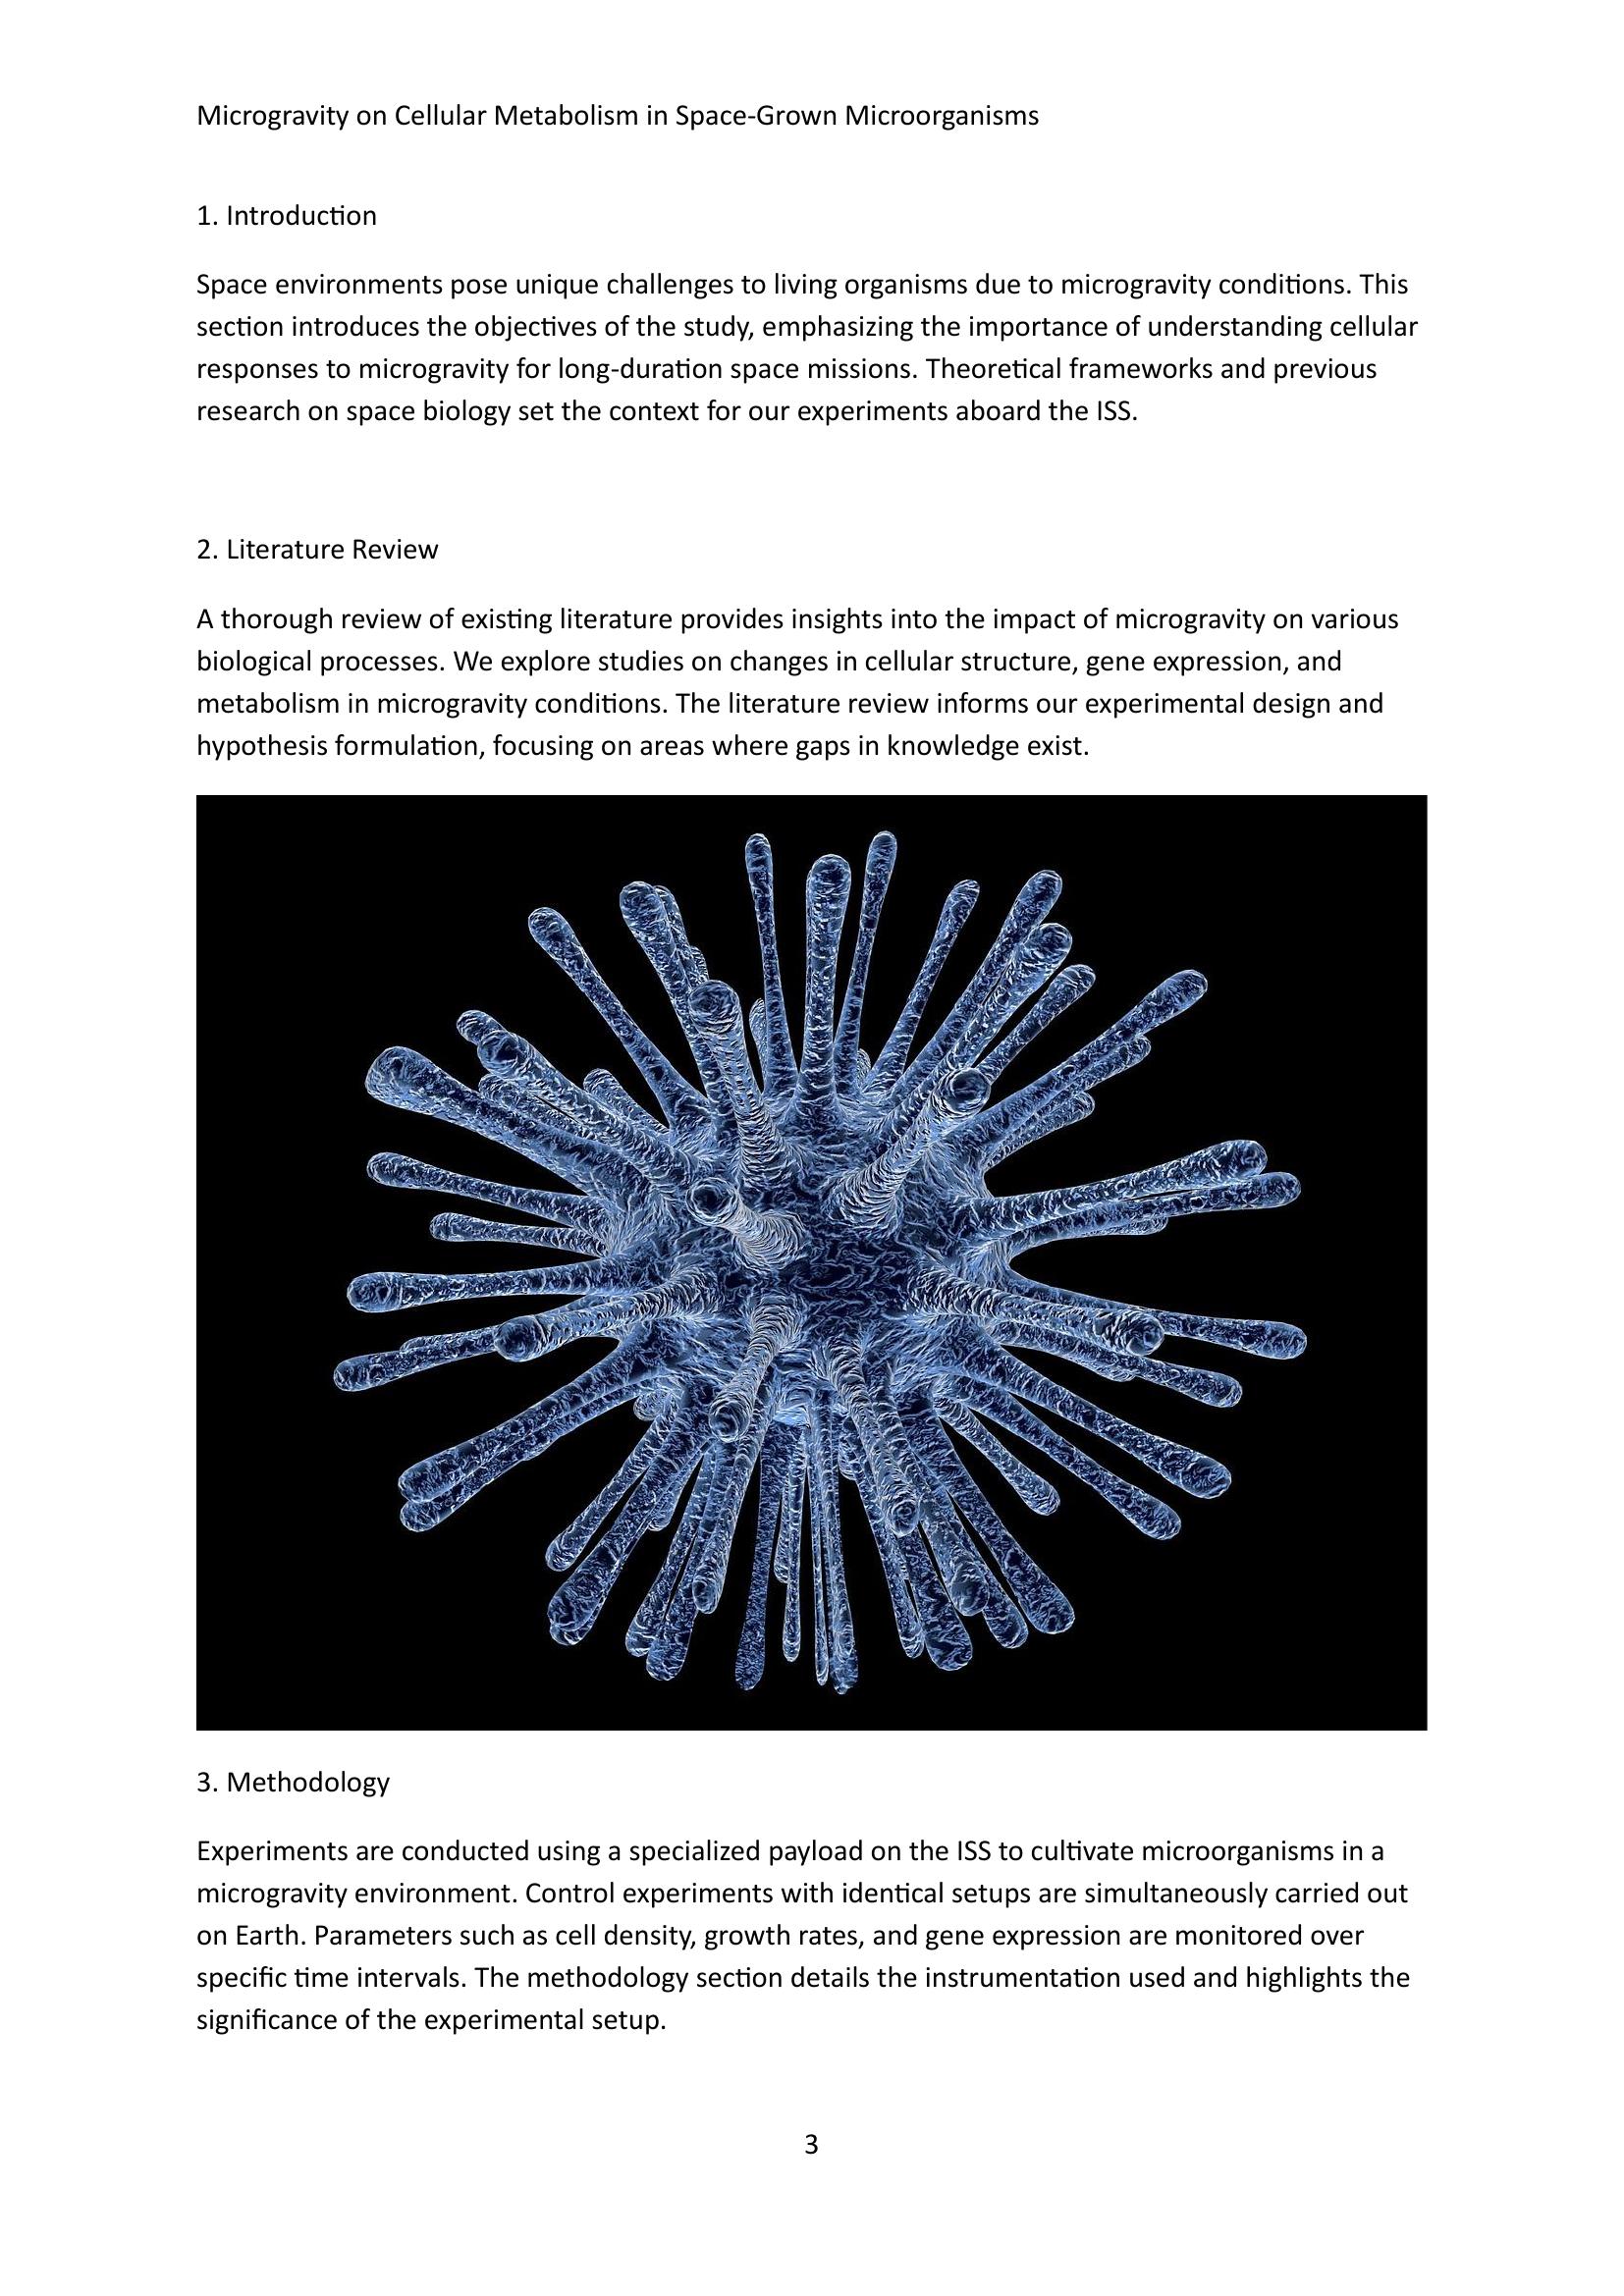 Microgravity on Cellular Metabolism in Space-Grown Microorganisms
1. Introduction
Space environments pose unique challenges to living organisms due to microgravity conditions. This
section introduces the objectives of the study, emphasizing the importance of understanding cellular
responses to microgravity for long-duration space missions. Theoretical frameworks and previous
research on space biology set the context for our experiments aboard the ISS.
2. Literature Review
A thorough review of existing literature provides insights into the impact of microgravity on various
biological processes. We explore studies on changes in cellular structure, gene expression, and
metabolism in microgravity conditions. The literature review informs our experimental design and
hypothesis formulation, focusing on areas where gaps in knowledge exist.
3. Methodology
Experiments are conducted using a specialized payload on the ISS to cultivate microorganisms in a
microgravity environment. Control experiments with identical setups are simultaneously carried out
on Earth. Parameters such as cell density, growth rates, and gene expression are monitored over
specific time intervals. The methodology section details the instrumentation used and highlights the
significance of the experimental setup.
3